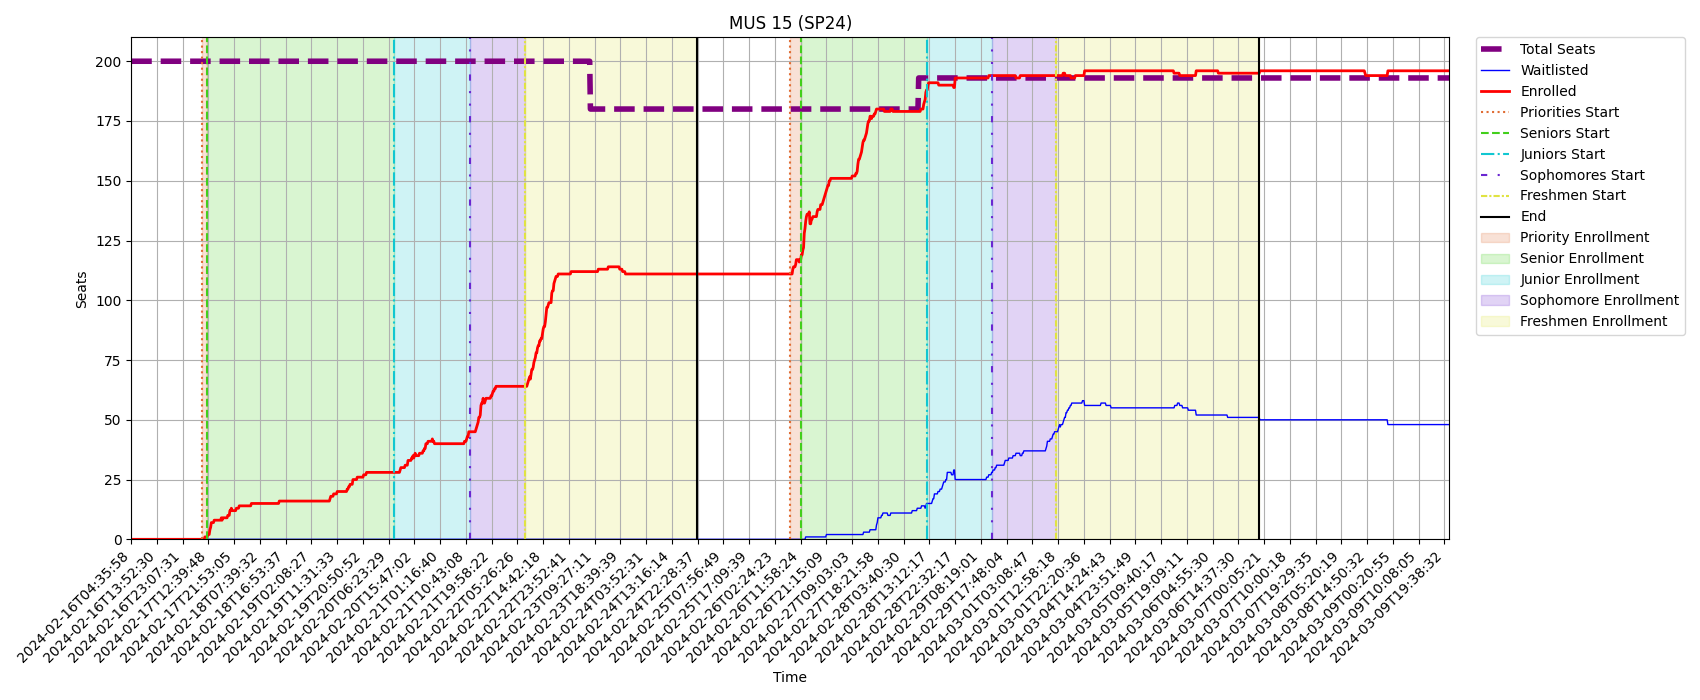 MUS 15 (SP24)
Seats
200
175
150
125
100
75
50
25
0
2024-02-16T04:35:58
2024-02-16T13:52:30
2024-02-16T23:07:31
2024-02-17T12:39:48
2024-02-17T21:53:05
2024-02-18T07:39:32
2024-02-18T16:53:37
2024-02-19T02:08:27
2024-02-19T11:31:33
2024-02-19T20:50:52
2024-02-20T06:23:29
2024-02-20T15:47:02
2024-02-21T01:16:40
2024-02-21T10:43:08
2024-02-21T19:58:22
2024-02-22T05:26:26
2024-02-22T14:42:18
2024-02-22T23:52:41
2024-02-23T09:27:11
2024-02-23T18:39:39
2024-02-24T03:52:31
2024-02-24T13:16:14
2024-02-24T22:28:37
2024-02-25T07:56:49
2024-02-25T17:09:39
2024-02-26T02:24:23
2024-02-26T11:58:24
2024-02-26T21:15:09
2024-02-27T09:03:03
2024-02-27T18:21:58
2024-02-28T03:40:30
2024-02-28T13:12:17
2024-02-28T22:32:17
2024-02-29T08:19:01
2024-02-29T17:48:04
2024-03-01T03:08:47
2024-03-01T12:58:18
2024-03-01T22:20:36
2024-03-04T14:24:43
2024-03-04T23:51:49
2024-03-05T09:40:17
2024-03-05T19:09:11
2024-03-06T04:55:30
2024-03-06T14:37:30
2024-03-07T00:05:21
2024-03-07T10:00:18
2024-03-07T19:29:35
2024-03-08T05:20:19
2024-03-08T14:50:32
2024-03-09T00:20:55
2024-03-09T10:08:05
2024-03-09T19:38:32
Time
Total Seats
Waitlisted
Enrolled
Priorities Start
Seniors Start
Juniors Start
Sophomores Start
Freshmen Start
End
Priority Enrollment
Senior Enrollment
Junior Enrollment
Sophomore Enrollment
Freshmen Enrollment